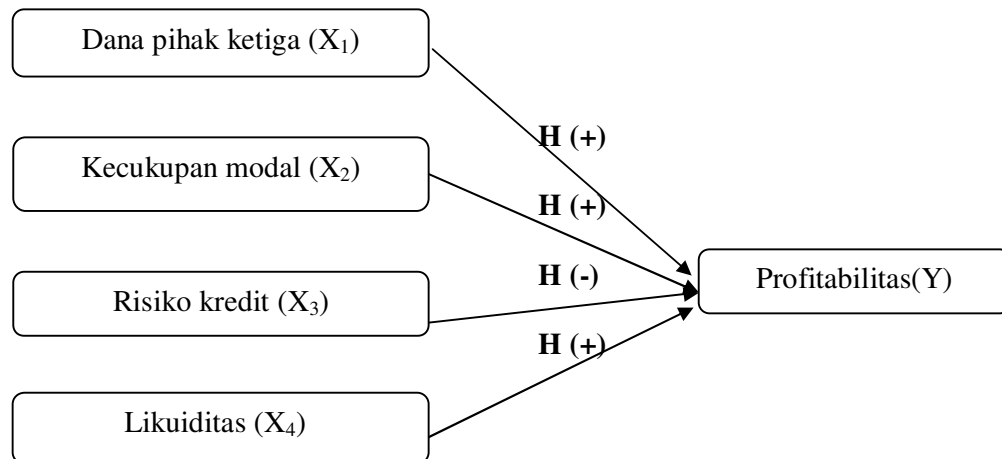 Dana pihak ketiga (X₁)
H (+)
Kecukupan modal (X₂)
H (+)
H (-)
Profitabilitas(Y)
Risiko kredit (X₃)
H (+)
Likuiditas (X₄)